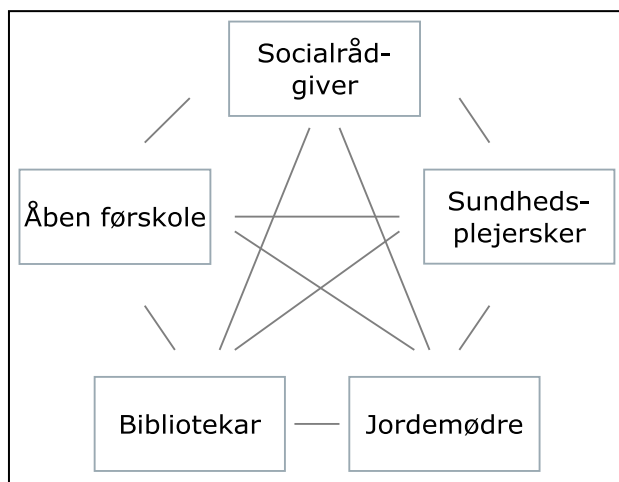 Socialråd-
giver
Åben førskole
Sundheds-
plejersker
Bibliotekar
Jordemødre